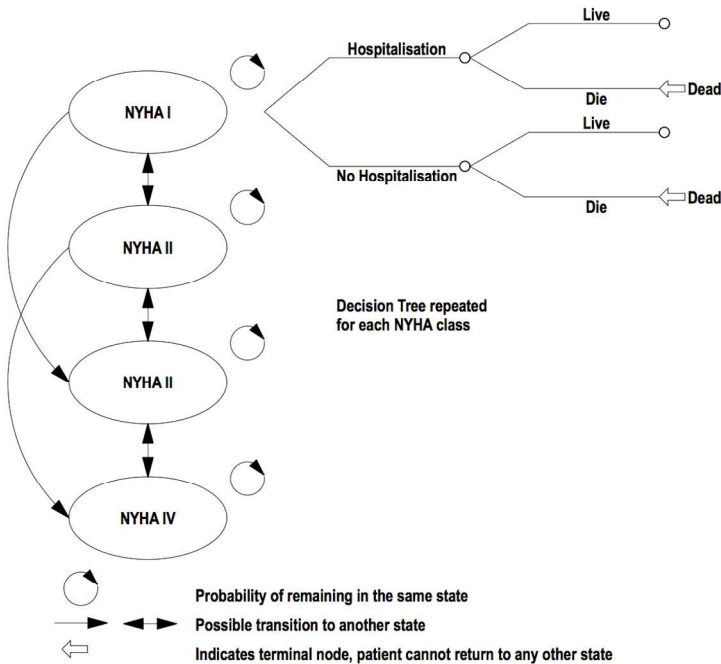 Live
Hospitalisation
Dead
NYHA I
Die
Live
No Hospitalisation
Dead
Die
NYHA II
Decision Tree repeated
for each NYHA class
NYHA II
NYHA IV
Probability of remaining in the same state
Possible transition to another state
Indicates terminal node, patient cannot return to any other state